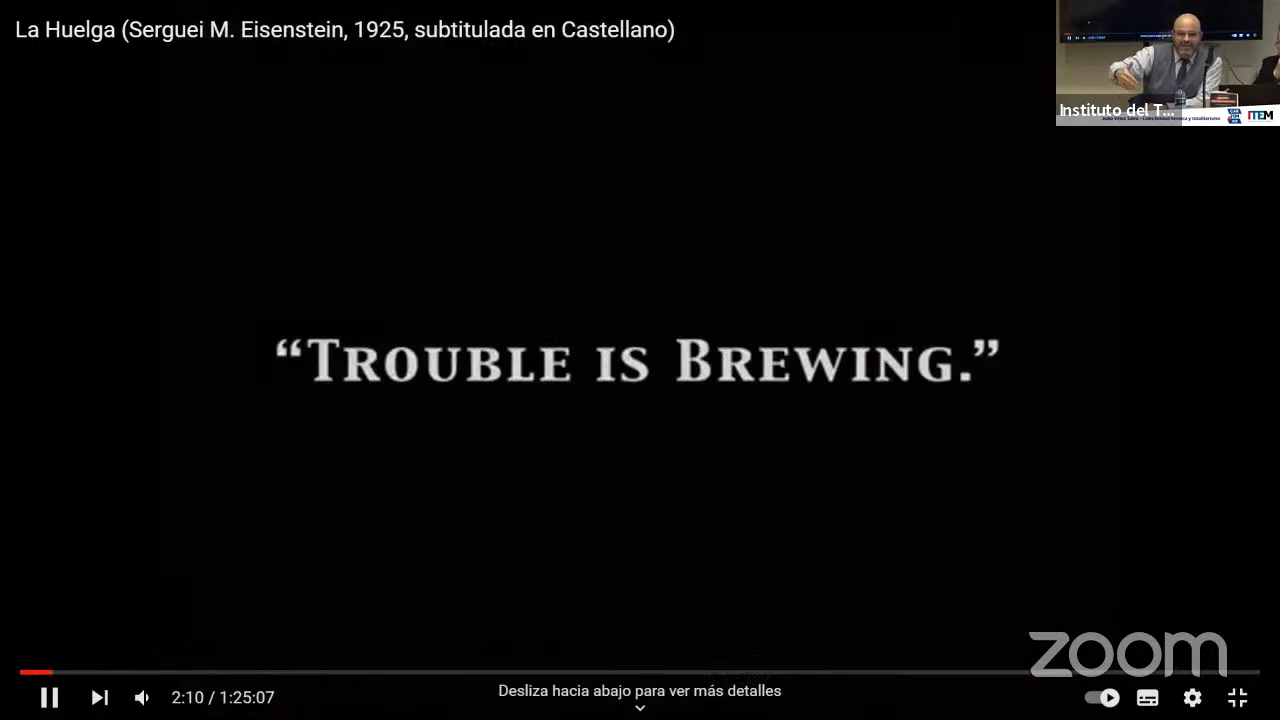 La Huelga (Serguei M. Eisenstein, 1925, subtitulada en Castellano)
Instituto del T...
ITEM
“TROUBLE IS BREWING.”
zoom
2:10 / 1:25:07
Desliza hacia abajo para ver más detalles